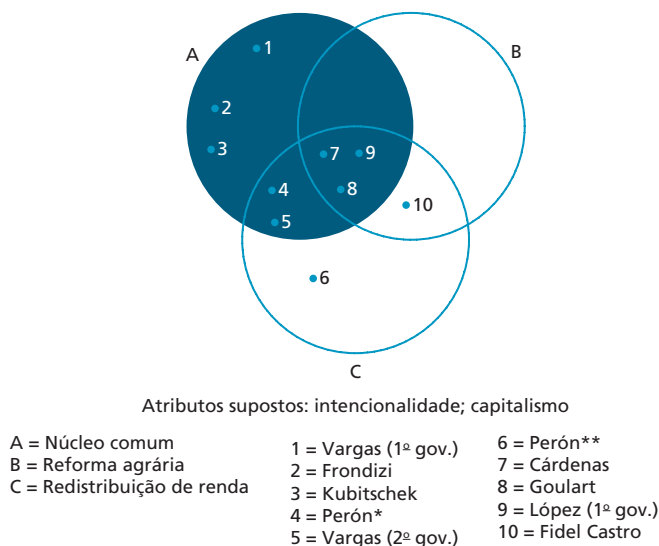 A
B
1
2
3
7
9
4
8
5
10
6
C
Atributos supostos: intencionalidade; capitalismo
A = Núcleo comum
B = Reforma agrária
C = Redistribuição de renda
1 = Vargas (1º gov.)
2 = Frondizi
3 = Kubitschek
4 = Perón*
5 = Vargas (2º gov.)
6 = Perón**
7 = Cárdenas
8 = Goulart
9 = López (1º gov.)
10 = Fidel Castro